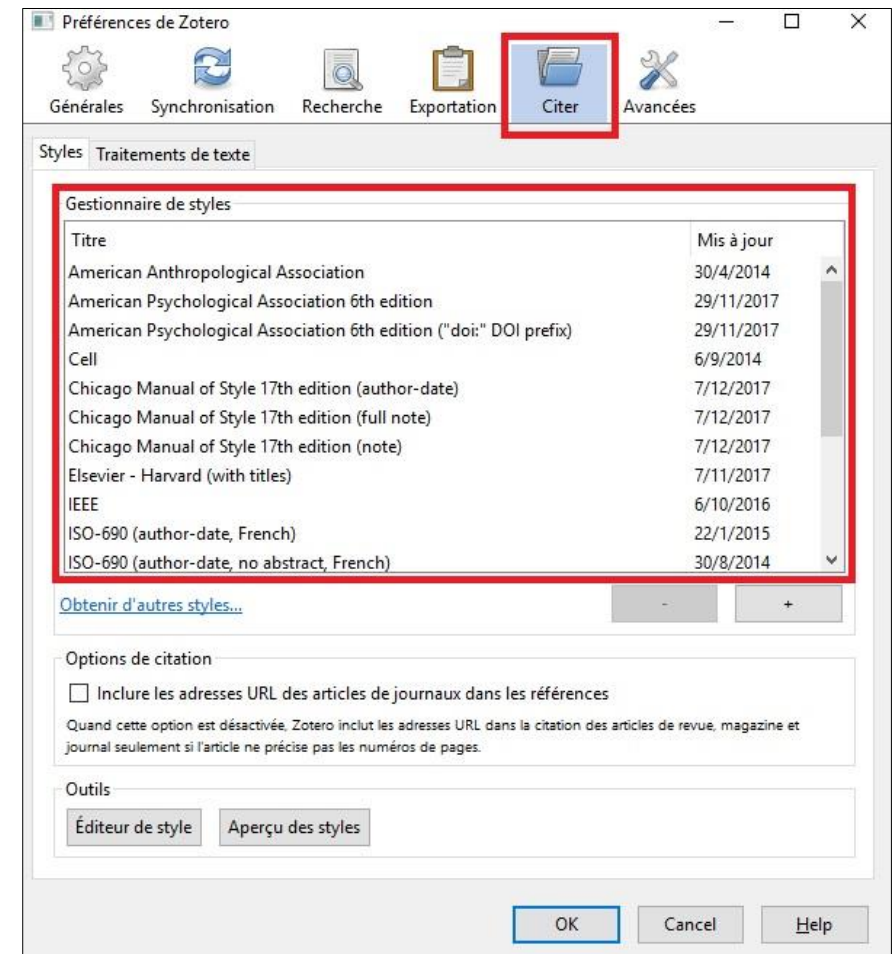 Préférences de Zotero
Générales Synchronisation Recherche Exportation Citer Avancées
Styles Traitements de texte
Gestionnaire de styles
Titre Mis à jour
American Anthropological Association 30/4/2014
American Psychological Association 6th edition 29/11/2017
American Psychological Association 6th edition ("doi:" DOI prefix) 29/11/2017
Cell 6/9/2014
Chicago Manual of Style 17th edition (author-date) 7/12/2017
Chicago Manual of Style 17th edition (full note) 7/12/2017
Chicago Manual of Style 17th edition (note) 7/12/2017
Elsevier - Harvard (with titles) 7/11/2017
IEEE 6/10/2016
ISO-690 (author-date, French) 22/1/2015
ISO-690 (author-date, no abstract, French) 30/8/2014
Obtenir d'autres styles... - +
Options de citation
Inclure les adresses URL des articles de journaux dans les références
Quand cette option est désactivée, Zotero inclut les adresses URL dans la citation des articles de revue, magazine et
journal seulement si l'article ne précise pas les numéros de pages.
Outils
Éditeur de style Aperçu des styles
OK Cancel Help